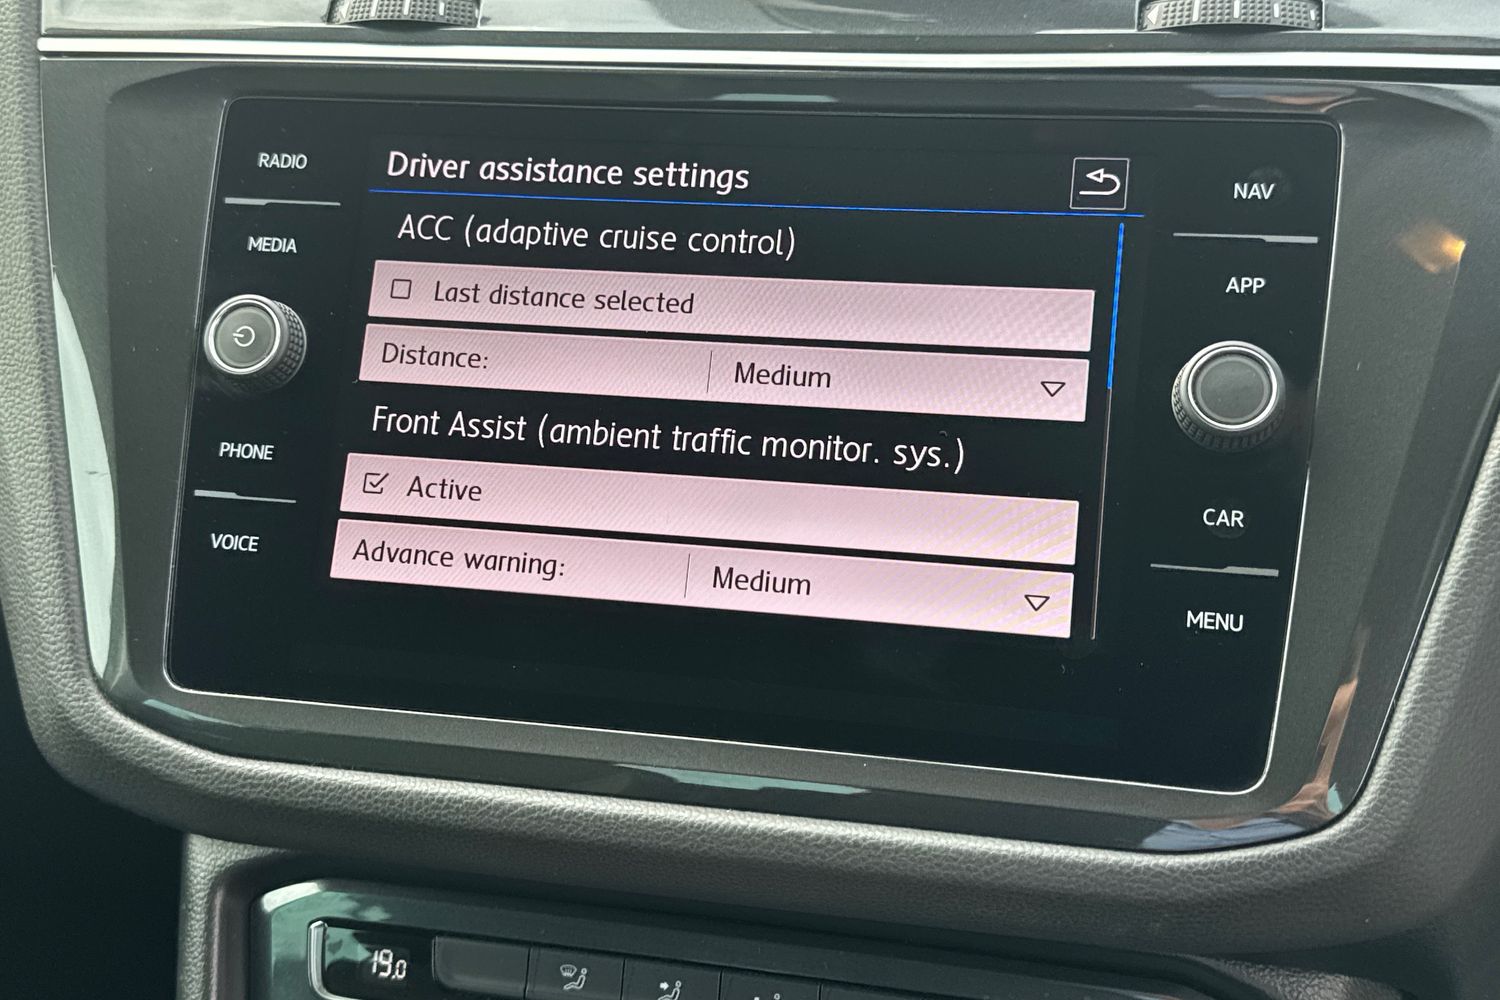 RADIO
MEDIA
PHONE
VOICE
Driver assistance settings
ACC (adaptive cruise control)
Last distance selected
Distance: Medium
Front Assist (ambient traffic monitor. sys.)
Active
Advance warning: Medium
NAV
APP
CAR
MENU
19.0